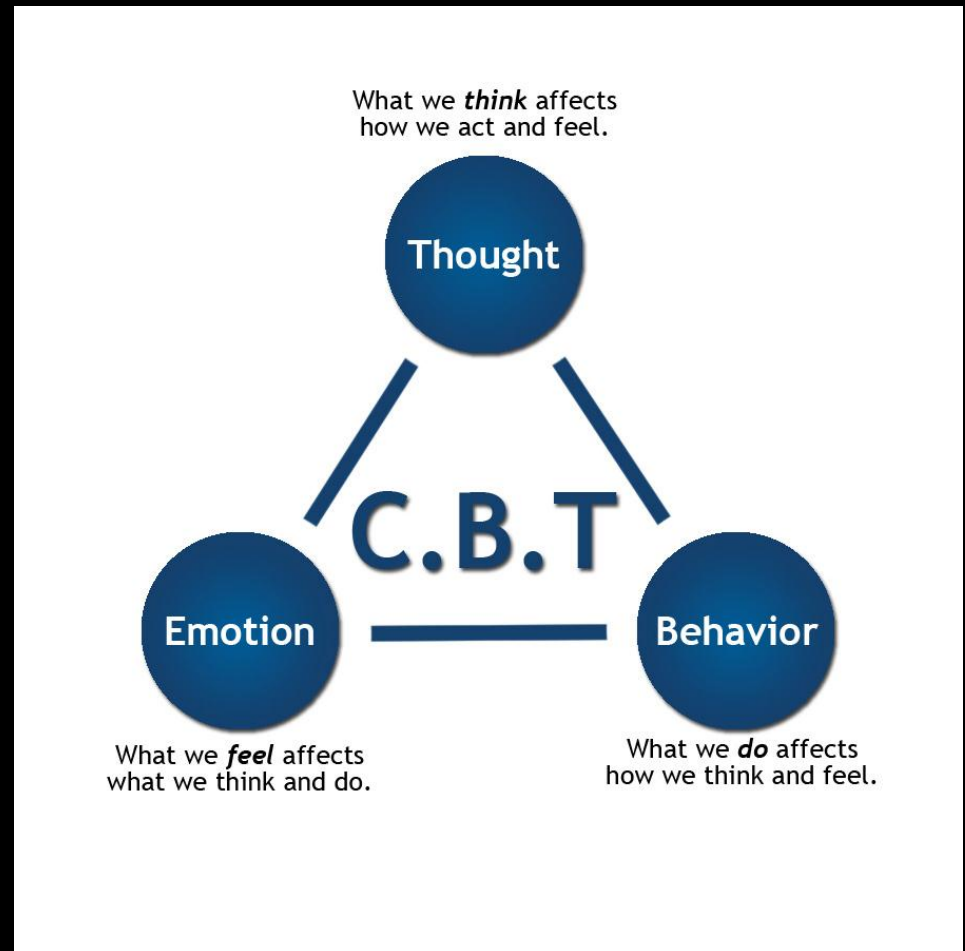 What we think affects
how we act and feel.
Thought
C.B.T
Emotion
Behavior
What we feel affects
what we think and do.
What we do affects
how we think and feel.